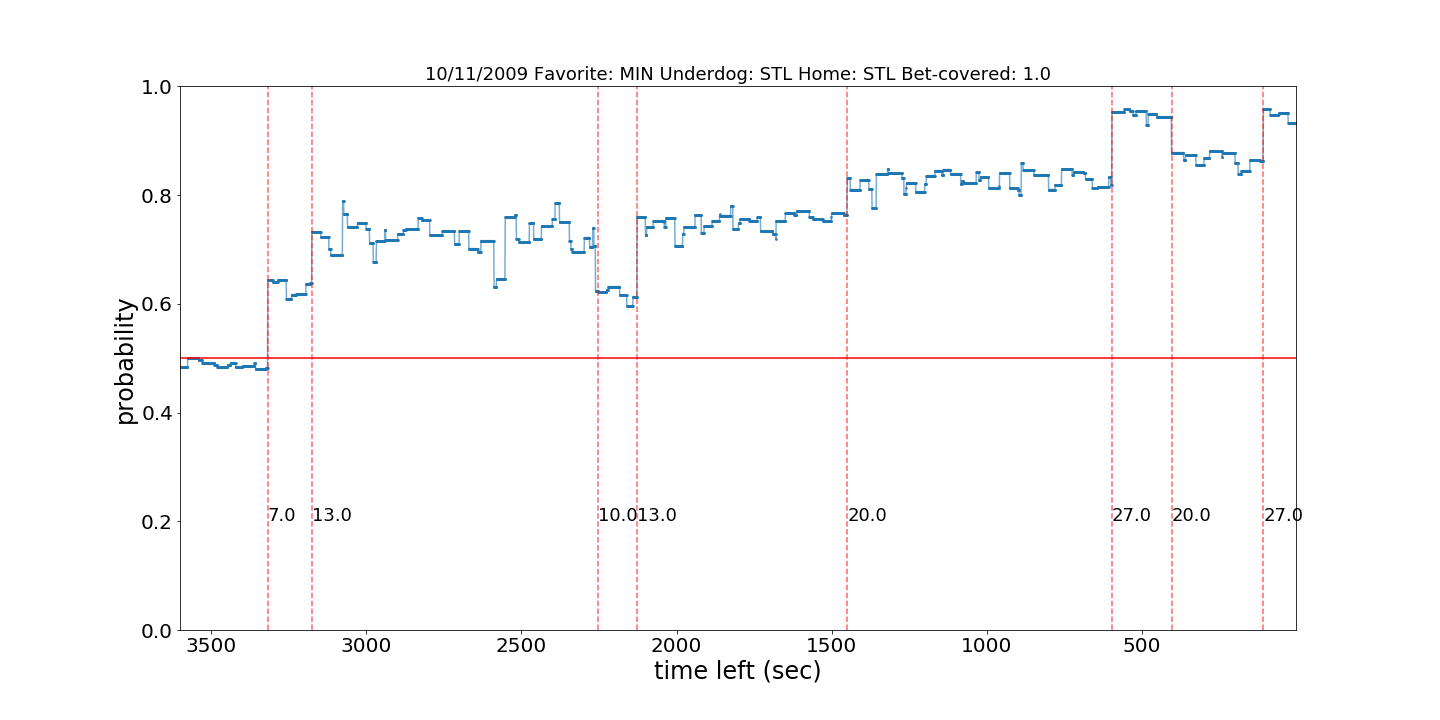 10/11/2009 Favorite: MIN Underdog: STL Home: STL Bet-covered: 1.0
1.0
0.8
0.6
0.4
0.2
0.0
probability
7.0 13.0 10.0 13.0 20.0 27.0 20.0 27.0
3500 3000 2500 2000 1500 1000 500
time left (sec)